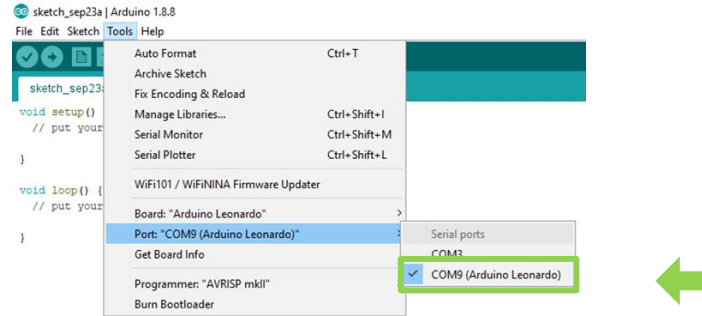 sketch_sep23a | Arduino 1.8.8
File Edit Sketch Tools Help
Auto Format Ctrl+T
Archive Sketch
sketch_sep23a Fix Encoding & Reload
void setup() Manage Libraries... Ctrl+Shift+I
// put your Serial Monitor Ctrl+Shift+M
} Serial Plotter Ctrl+Shift+L
WiFi101 / WiFiNINA Firmware Updater
void loop() {
// put your Board: "Arduino Leonardo" >
} Port: "COM9 (Arduino Leonardo)" > Serial ports
Get Board Info COM3
✓ COM9 (Arduino Leonardo)
Programmer: "AVRISP mkII"
Burn Bootloader